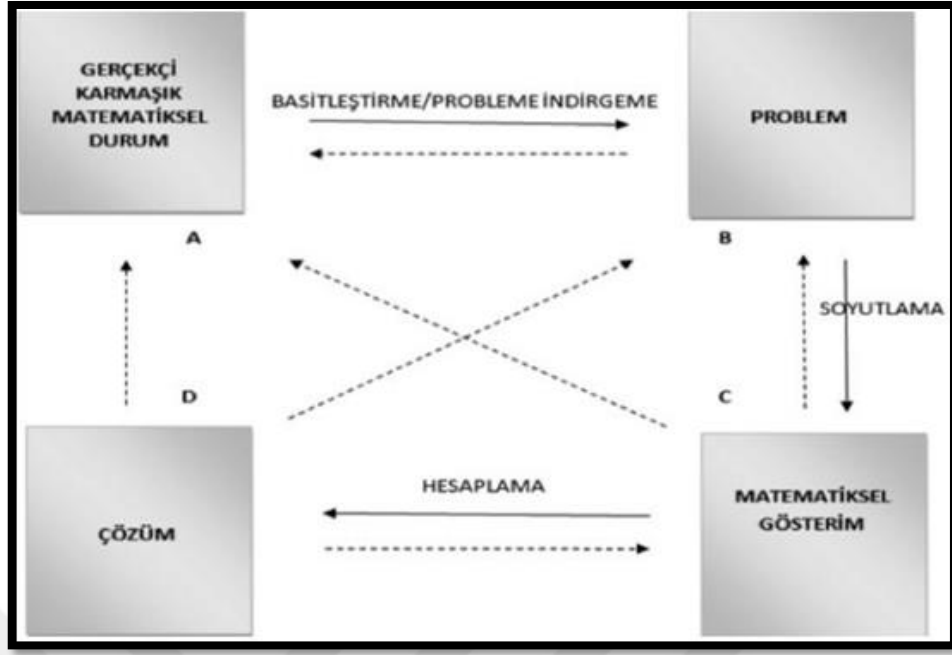 GERÇEKÇİ
KARMAŞIK
MATEMATİKSEL
DURUM
BASİTLEŞTİRME/PROBLEME İNDİRGEME
PROBLEM
A
B
SOYUTLAMA
D
C
HESAPLAMA
ÇÖZÜM
MATEMATİKSEL
GÖSTERİM